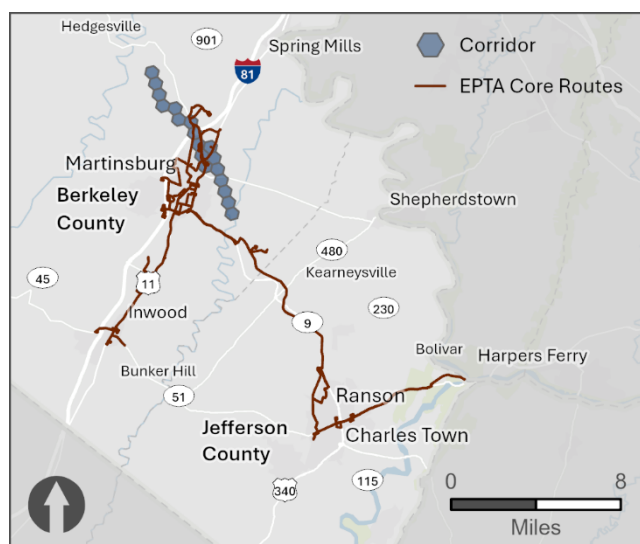 Hedgesville
901
Spring Mills
81
Corridor
EPTA Core Routes
Martinsburg
Berkeley
County
Shepherdstown
480
Kearneysville
45
11
230
Inwood
9
Bolivar
Harpers Ferry
Bunker Hill
51
Ranson
Jefferson
County
Charles Town
115
340
0
8
Miles